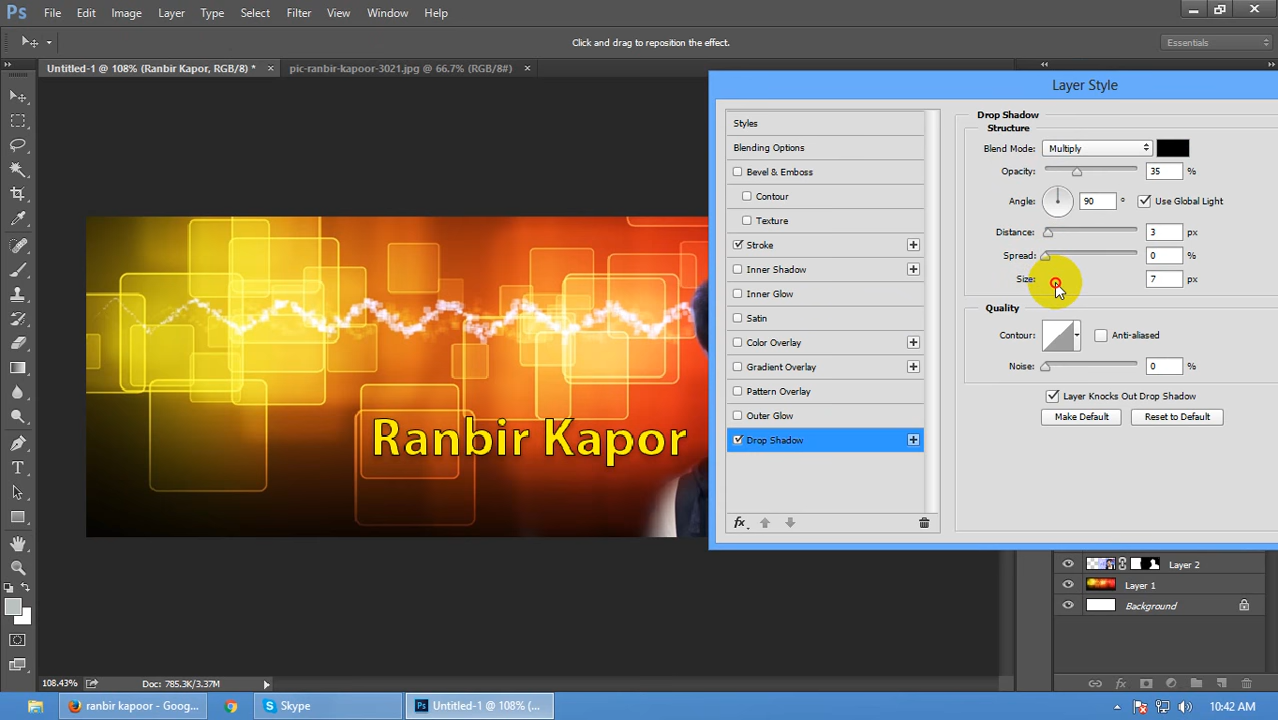 Ps File Edit Image Layer Type Select Filter View Window Help
Click and drag to reposition the effect.
Essentials
Untitled-1 @ 108% (Ranbir Kapor, RGB/8) *
pic-ranbir-kapoor-3021.jpg @ 66.7% (RGB/8#)
Layer Style
Styles
Blending Options
Bevel & Emboss
Contour
Texture
Stroke
Inner Shadow
Inner Glow
Satin
Color Overlay
Gradient Overlay
Pattern Overlay
Outer Glow
Drop Shadow
fx
Drop Shadow
Structure
Blend Mode: Multiply
Opacity: 35 %
Angle: 90 ° Use Global Light
Distance: 3 px
Spread: 0 %
Size: 7 px
Quality
Contour: Anti-aliased
Noise: 0 %
Layer Knocks Out Drop Shadow
Make Default Reset to Default
Ranbir Kapor
Layer 2
Layer 1
Background
fx
108.43% Doc: 785.3K/3.37M
ranbir kapoor - Goog...
Skype
Untitled-1 @ 108% (...
10:42 AM